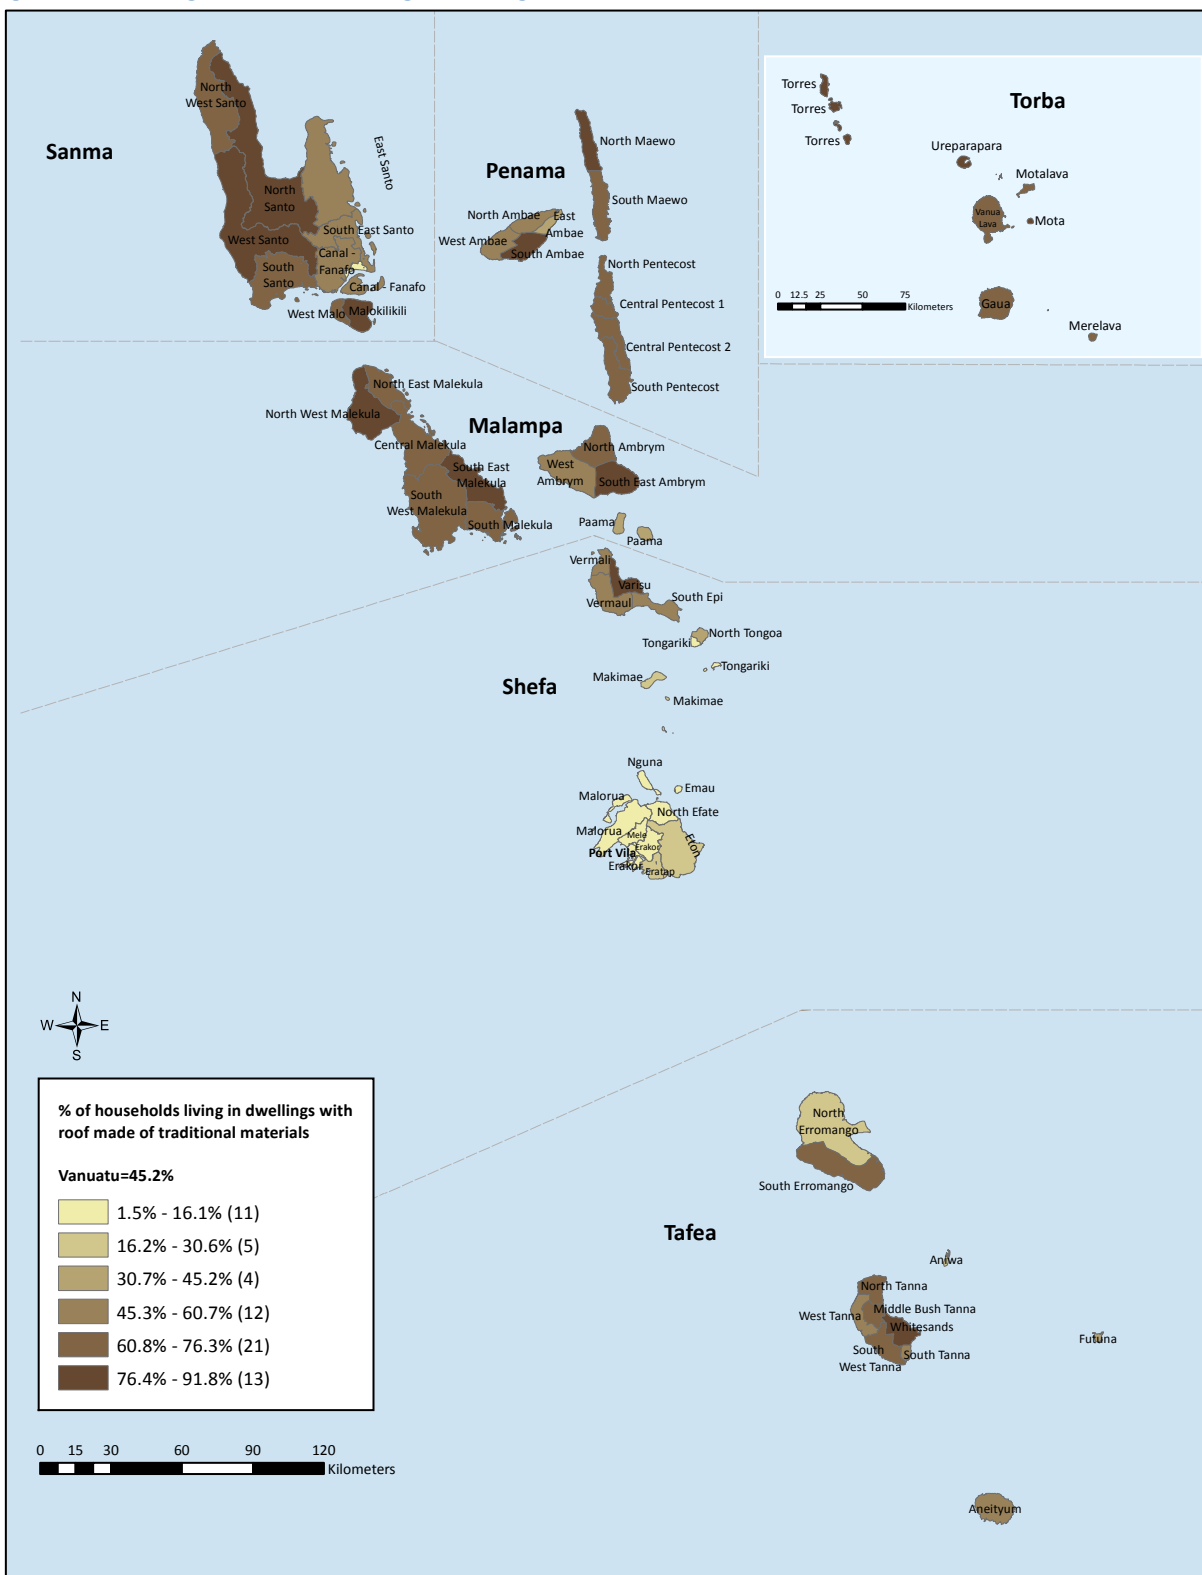 Sanma
North
West Santo
East Santo
North
Santo
South East Santo
West Santo
Canal -
Fanafo
South
Santo
Canal - Fanafo
West Malo
Malokilikili
Penama
North Maewo
South Maewo
North Ambae
East
Ambae
West Ambae
South Ambae
North Pentecost
Central Pentecost 1
Central Pentecost 2
South Pentecost
Torba
Torres
Torres
Torres
Ureparapara
Motalava
Vanua
Lava
Mota
Gaua
Merelava
0 12.5 25 50 75
Kilometers
Malampa
North East Malekula
North West Malekula
Central Malekula
South East
Malekula
South
West Malekula
South Malekula
North Ambrym
West
Ambrym
South East Ambrym
Paama
Paama
Shefa
Vermali
Varisu
Vermaul
South Epi
North Tongoa
Tongariki
Tongariki
Makimae
Makimae
Nguna
Emau
Malorua
North Efate
Malorua
Mele
Erakor
Eton
Port Vila
Erakor
Eratap
N
W E
S
% of households living in dwellings with
roof made of traditional materials
Vanuatu=45.2%
1.5% - 16.1% (11)
16.2% - 30.6% (5)
30.7% - 45.2% (4)
45.3% - 60.7% (12)
60.8% - 76.3% (21)
76.4% - 91.8% (13)
0 15 30 60 90 120
Kilometers
Tafea
North
Erromango
South Erromango
Aniwa
North Tanna
Middle Bush Tanna
West Tanna
Whitesands
South
West Tanna
South Tanna
Futuna
Aneityum